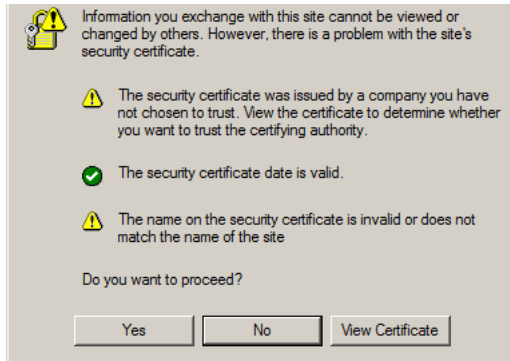 Information you exchange with this site cannot be viewed or
changed by others. However, there is a problem with the site's
security certificate.
The security certificate was issued by a company you have
not chosen to trust. View the certificate to determine whether
you want to trust the certifying authority.
The security certificate date is valid.
The name on the security certificate is invalid or does not
match the name of the site
Do you want to proceed?
Yes
No
View Certificate